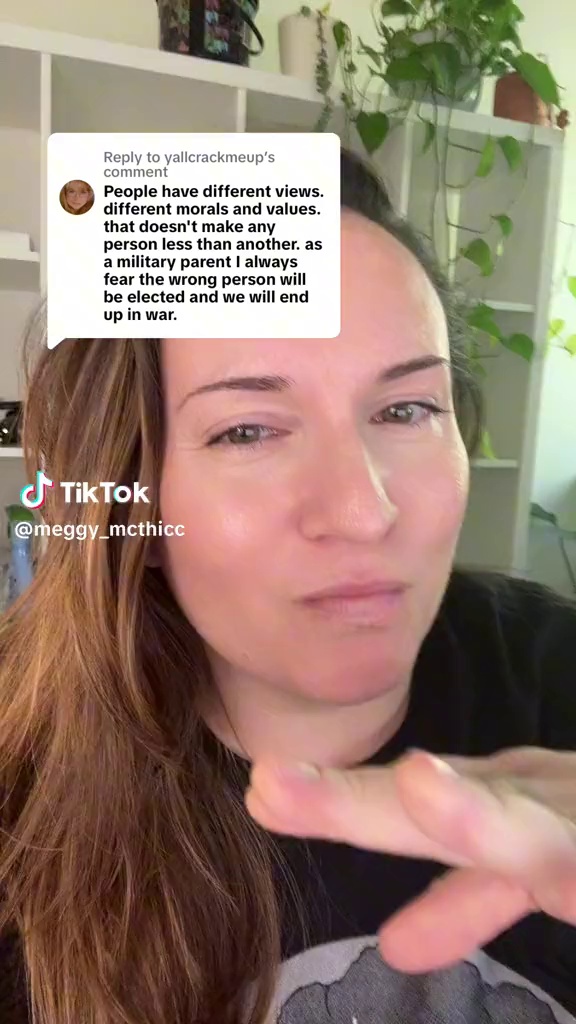 Reply to yallcrackmeup's
comment
People have different views.
different morals and values.
that doesn't make any
person less than another. as
a military parent I always
fear the wrong person will
be elected and we will end
up in war.
TikTok
@meggy_mcthicc